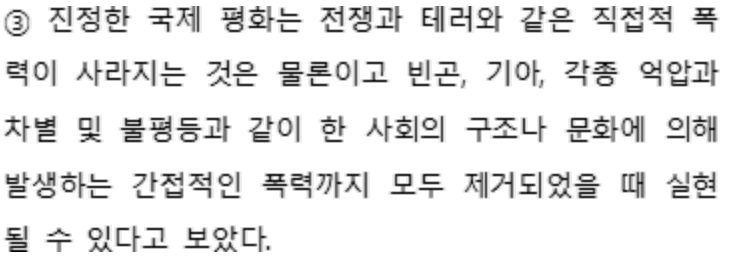 ③ 진정한 국제 평화는 전쟁과 테러와 같은 직접적 폭
력이 사라지는 것은 물론이고 빈곤, 기아, 각종 억압과
차별 및 불평등과 같이 한 사회의 구조나 문화에 의해
발생하는 간접적인 폭력까지 모두 제거되었을 때 실현
될 수 있다고 보았다.